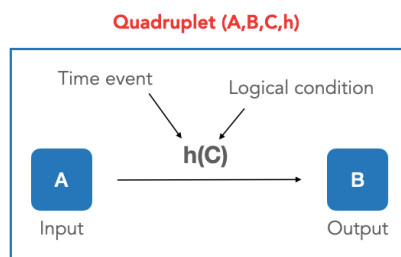 Quadruplet (A,B,C,h)
Time event
Logical condition
h(C)
A
B
Input
Output